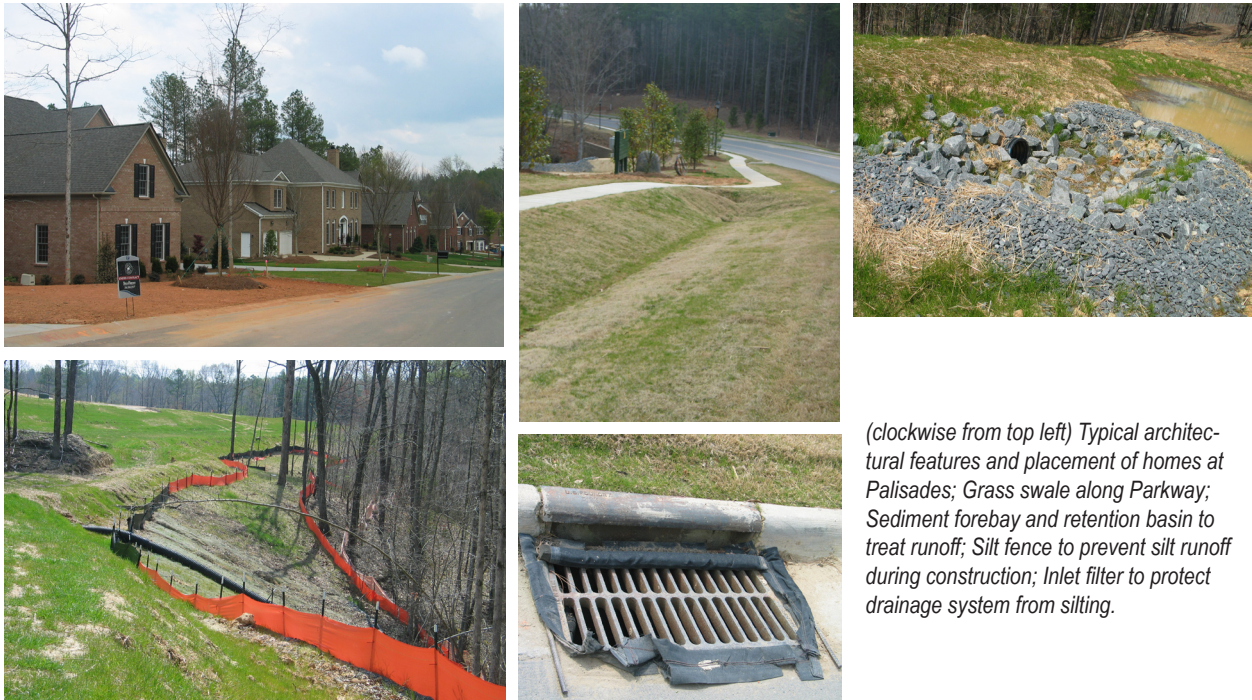 (clockwise from top left) Typical architec-
tural features and placement of homes at
Palisades; Grass swale along Parkway;
Sediment forebay and retention basin to
treat runoff; Silt fence to prevent silt runoff
during construction; Inlet filter to protect
drainage system from silting.